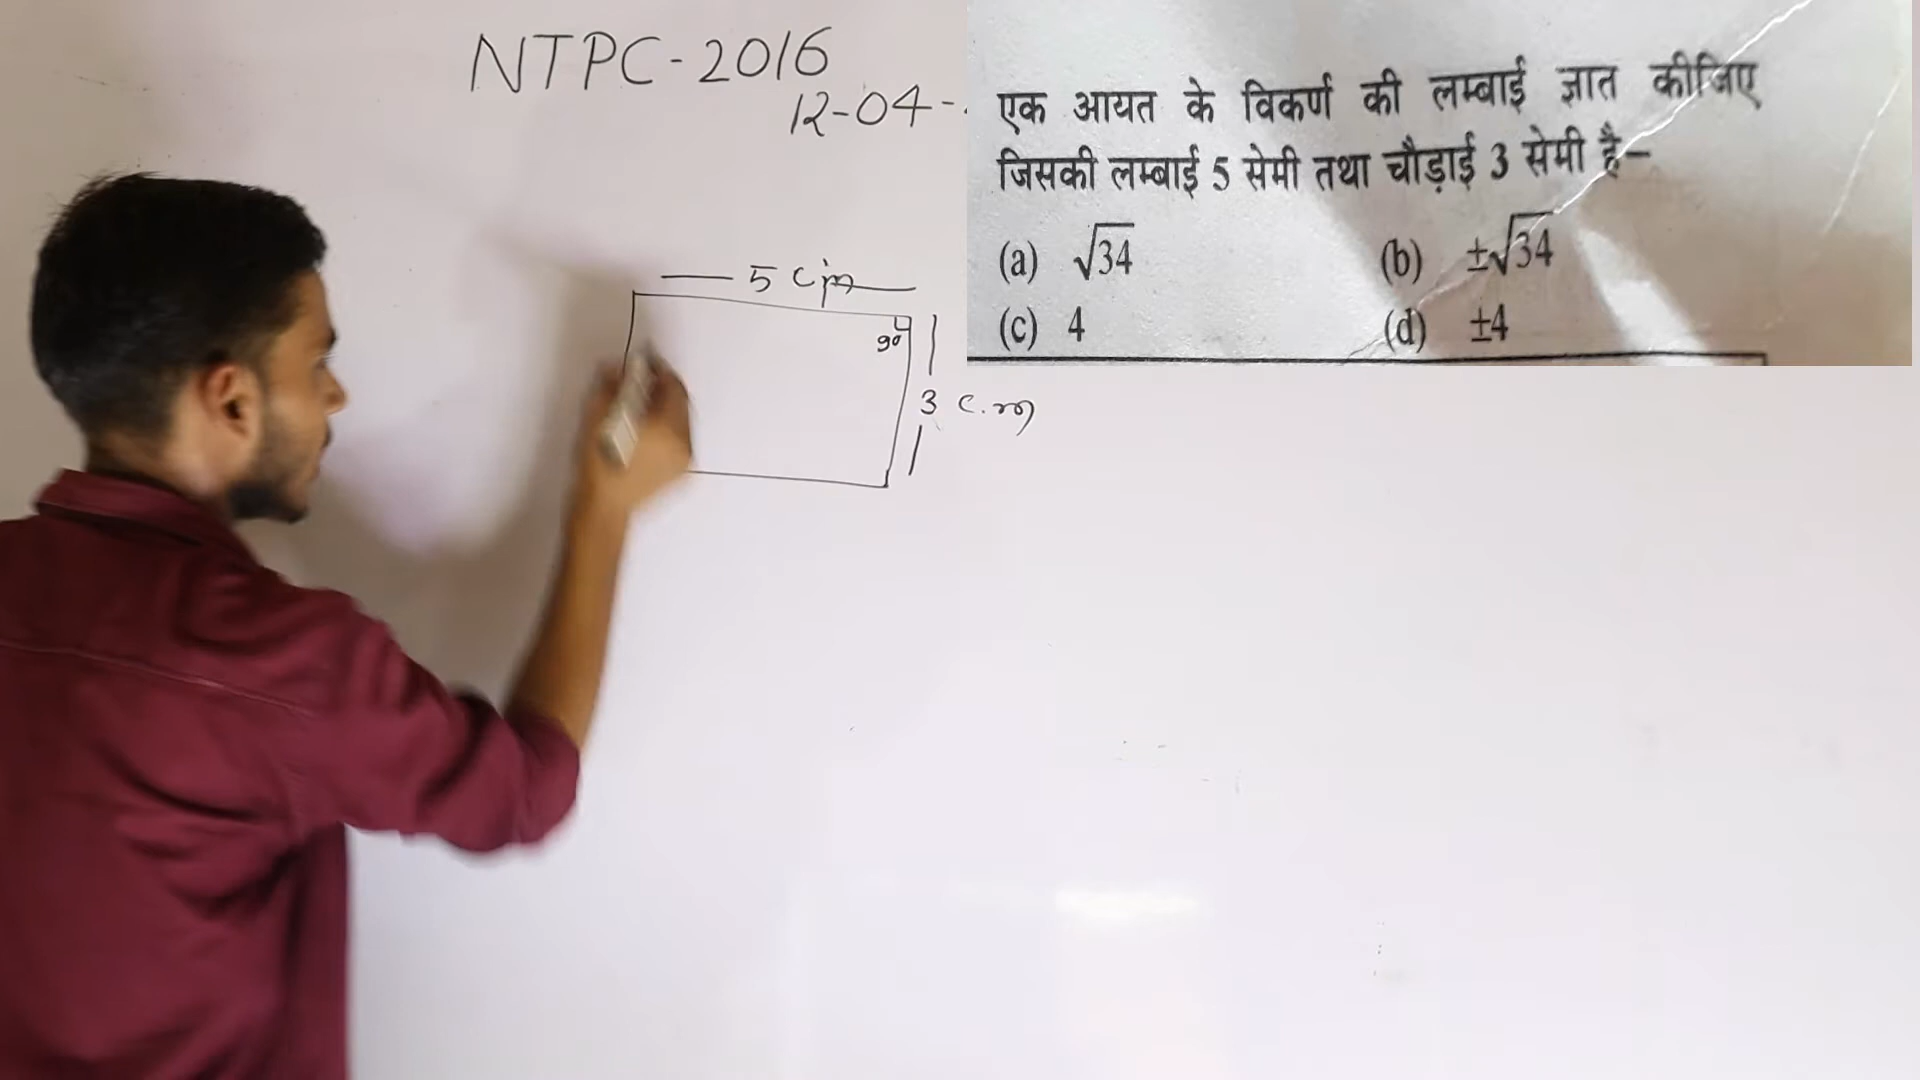 NTPC-2016
12-04-
एक आयत के विकर्ण की लम्बाई ज्ञात कीजिए
जिसकी लम्बाई 5 सेमी तथा चौड़ाई 3 सेमी है–
(a) √34 (b) ±√34
(c) 4 (d) ±4
5 cm
90
3 c.m